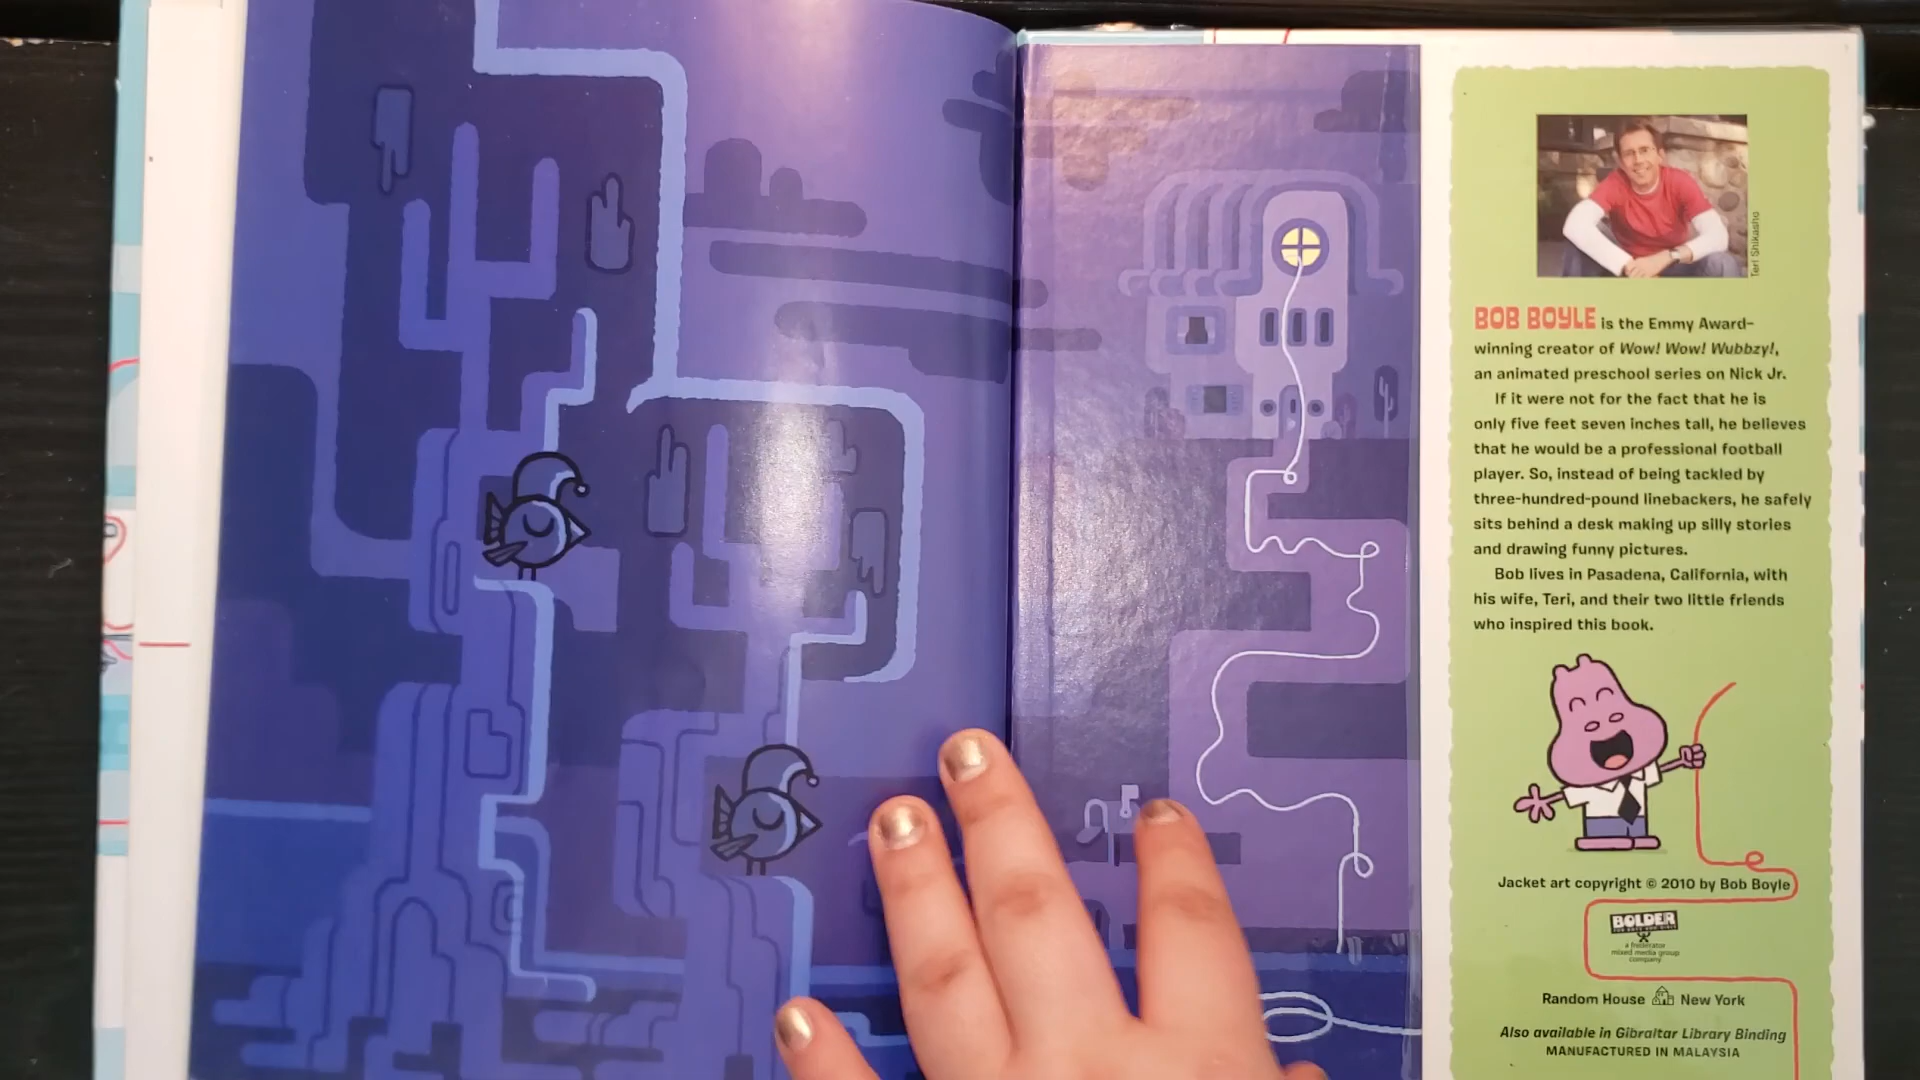 Teri Shikasho
BOB BOYLE is the Emmy Award-
winning creator of Wow! Wow! Wubbzy!,
an animated preschool series on Nick Jr.
If it were not for the fact that he is
only five feet seven inches tall, he believes
that he would be a professional football
player. So, instead of being tackled by
three-hundred-pound linebackers, he safely
sits behind a desk making up silly stories
and drawing funny pictures.
Bob lives in Pasadena, California, with
his wife, Teri, and their two little friends
who inspired this book.
Jacket art copyright © 2010 by Bob Boyle
BOLDER
a frederator
mixed media group
company
Random House New York
Also available in Gibraltar Library Binding
MANUFACTURED IN MALAYSIA